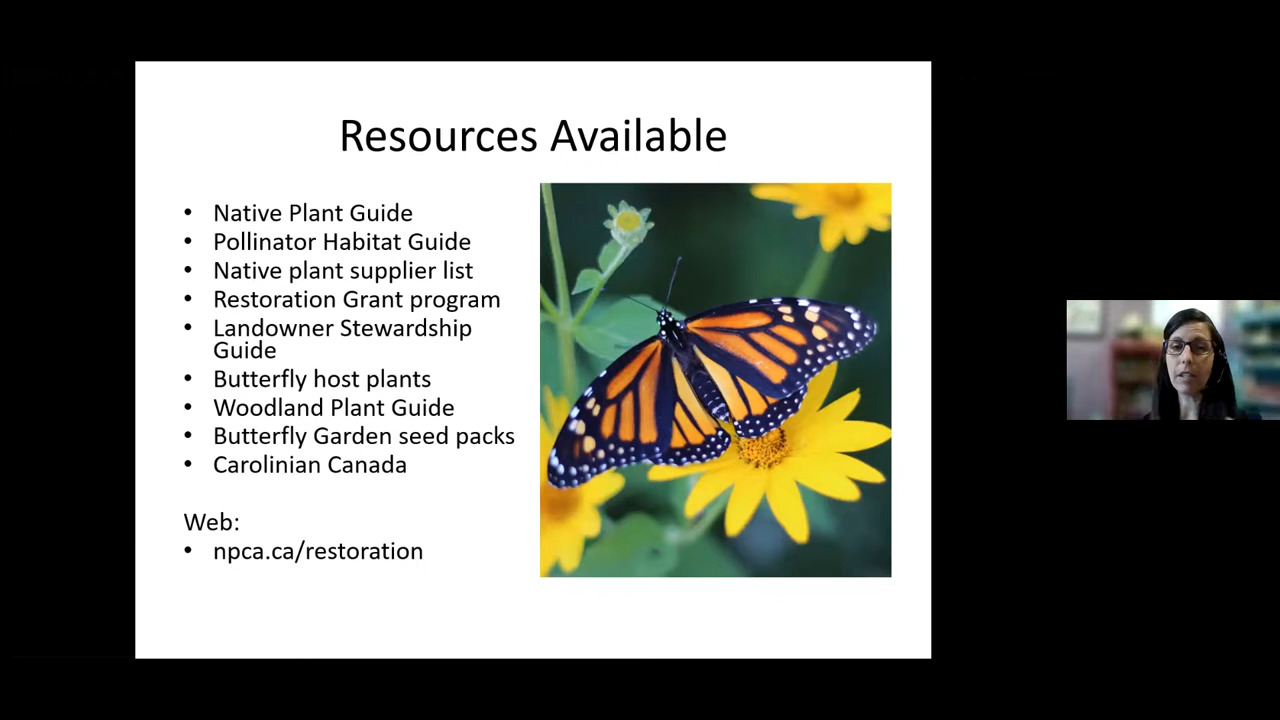 Resources Available
• Native Plant Guide
• Pollinator Habitat Guide
• Native plant supplier list
• Restoration Grant program
• Landowner Stewardship
Guide
• Butterfly host plants
• Woodland Plant Guide
• Butterfly Garden seed packs
• Carolinian Canada
Web:
• npca.ca/restoration